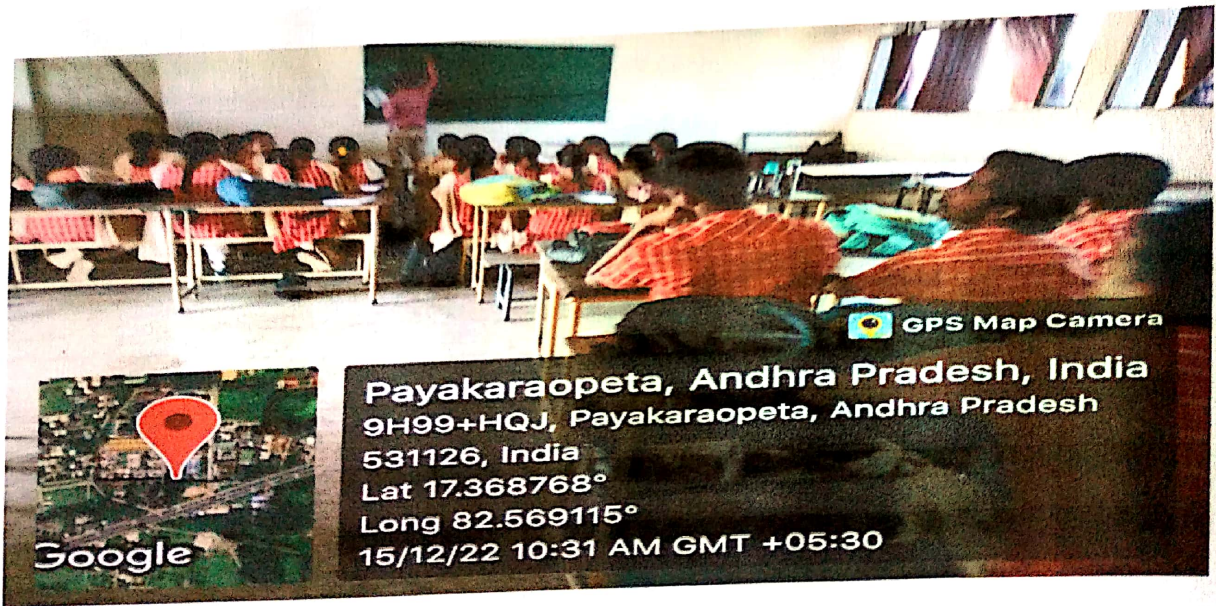 GPS Map Camera
Payakaraopeta, Andhra Pradesh, India
9H99+HQJ, Payakaraopeta, Andhra Pradesh
531126, India
Lat 17.368768°
Long 82.569115°
15/12/22 10:31 AM GMT +05:30
Google